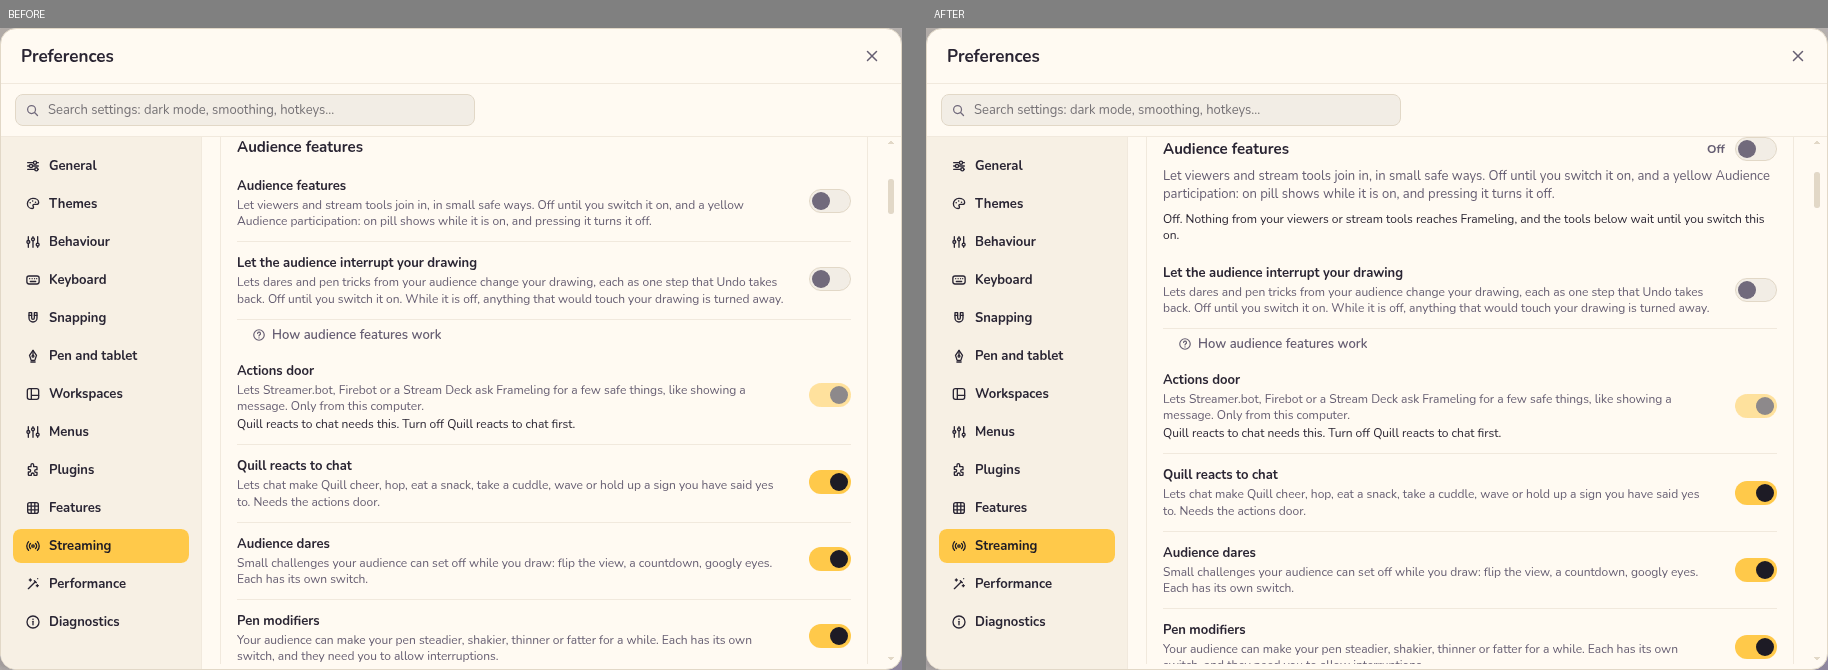 BEFORE
Preferences
Search settings: dark mode, smoothing, hotkeys...
General
Themes
Behaviour
Keyboard
Snapping
Pen and tablet
Workspaces
Menus
Plugins
Features
Streaming
Performance
Diagnostics
Audience features
Audience features
Let viewers and stream tools join in, in small safe ways. Off until you switch it on, and a yellow
Audience participation: on pill shows while it is on, and pressing it turns it off.
Let the audience interrupt your drawing
Lets dares and pen tricks from your audience change your drawing, each as one step that Undo takes
back. Off until you switch it on. While it is off, anything that would touch your drawing is turned away.
How audience features work
Actions door
Lets Streamer.bot, Firebot or a Stream Deck ask Frameling for a few safe things, like showing a
message. Only from this computer.
Quill reacts to chat needs this. Turn off Quill reacts to chat first.
Quill reacts to chat
Lets chat make Quill cheer, hop, eat a snack, take a cuddle, wave or hold up a sign you have said yes
to. Needs the actions door.
Audience dares
Small challenges your audience can set off while you draw: flip the view, a countdown, googly eyes.
Each has its own switch.
Pen modifiers
Your audience can make your pen steadier, shakier, thinner or fatter for a while. Each has its own
switch, and they need you to allow interruptions.
AFTER
Preferences
Search settings: dark mode, smoothing, hotkeys...
General
Themes
Behaviour
Keyboard
Snapping
Pen and tablet
Workspaces
Menus
Plugins
Features
Streaming
Performance
Diagnostics
Audience features
Off
Let viewers and stream tools join in, in small safe ways. Off until you switch it on, and a yellow Audience
participation: on pill shows while it is on, and pressing it turns it off.
Off. Nothing from your viewers or stream tools reaches Frameling, and the tools below wait until you switch this
on.
Let the audience interrupt your drawing
Lets dares and pen tricks from your audience change your drawing, each as one step that Undo takes
back. Off until you switch it on. While it is off, anything that would touch your drawing is turned away.
How audience features work
Actions door
Lets Streamer.bot, Firebot or a Stream Deck ask Frameling for a few safe things, like showing a
message. Only from this computer.
Quill reacts to chat needs this. Turn off Quill reacts to chat first.
Quill reacts to chat
Lets chat make Quill cheer, hop, eat a snack, take a cuddle, wave or hold up a sign you have said yes
to. Needs the actions door.
Audience dares
Small challenges your audience can set off while you draw: flip the view, a countdown, googly eyes.
Each has its own switch.
Pen modifiers
Your audience can make your pen steadier, shakier, thinner or fatter for a while. Each has its own
switch, and they need you to allow interruptions.